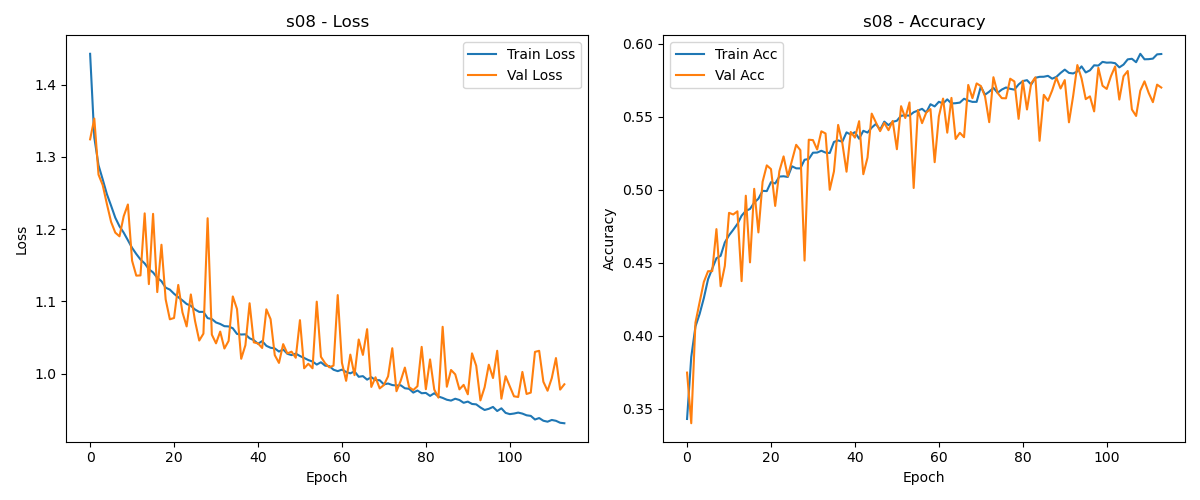 s08 - Loss
Train Loss
Val Loss
1.4
1.3
1.2
1.1
1.0
Loss
0 20 40 60 80 100
Epoch
s08 - Accuracy
Train Acc
Val Acc
0.60
0.55
0.50
0.45
0.40
0.35
Accuracy
0 20 40 60 80 100
Epoch